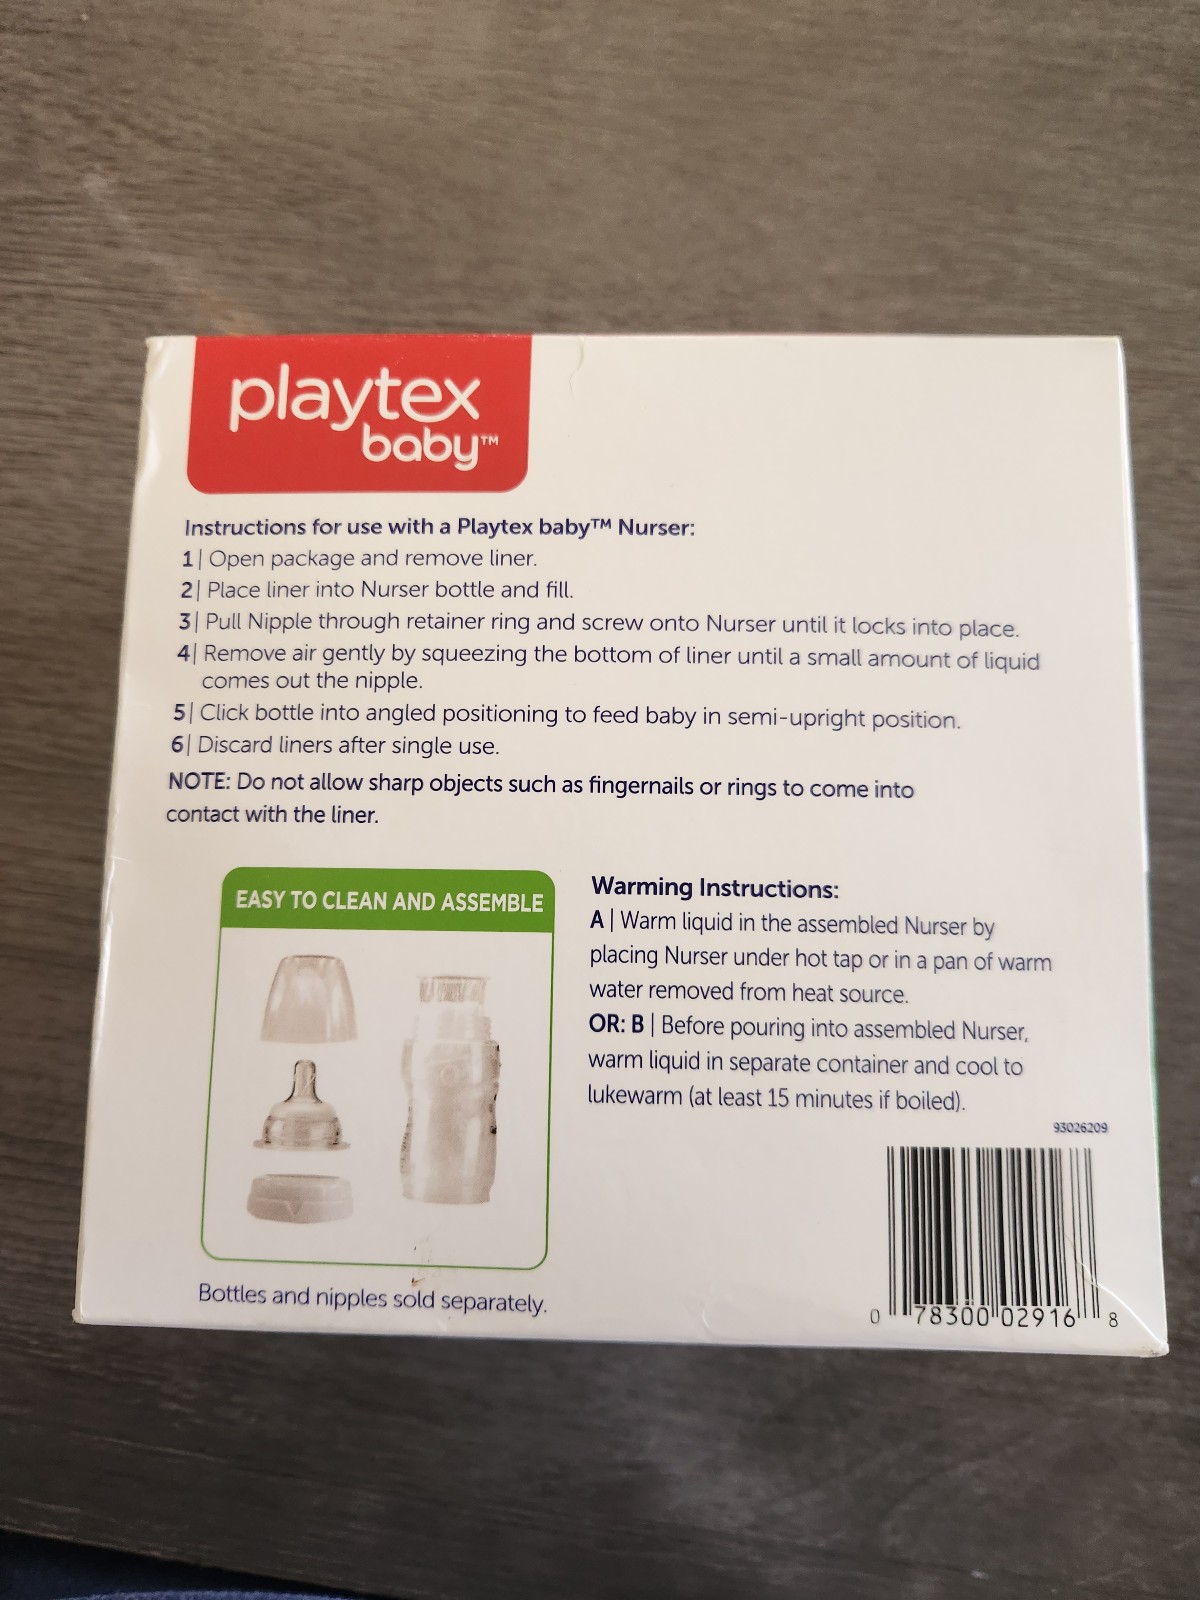 playtex
baby™
Instructions for use with a Playtex baby™ Nurser:
1| Open package and remove liner.
2| Place liner into Nurser bottle and fill.
3| Pull Nipple through retainer ring and screw onto Nurser until it locks into place.
4| Remove air gently by squeezing the bottom of liner until a small amount of liquid
comes out the nipple.
5| Click bottle into angled positioning to feed baby in semi-upright position.
6| Discard liners after single use.
NOTE: Do not allow sharp objects such as fingernails or rings to come into
contact with the liner.
EASY TO CLEAN AND ASSEMBLE
Bottles and nipples sold separately.
Warming Instructions:
A | Warm liquid in the assembled Nurser by
placing Nurser under hot tap or in a pan of warm
water removed from heat source.
OR: B | Before pouring into assembled Nurser,
warm liquid in separate container and cool to
lukewarm (at least 15 minutes if boiled).
93026209
0 78300 02916 8